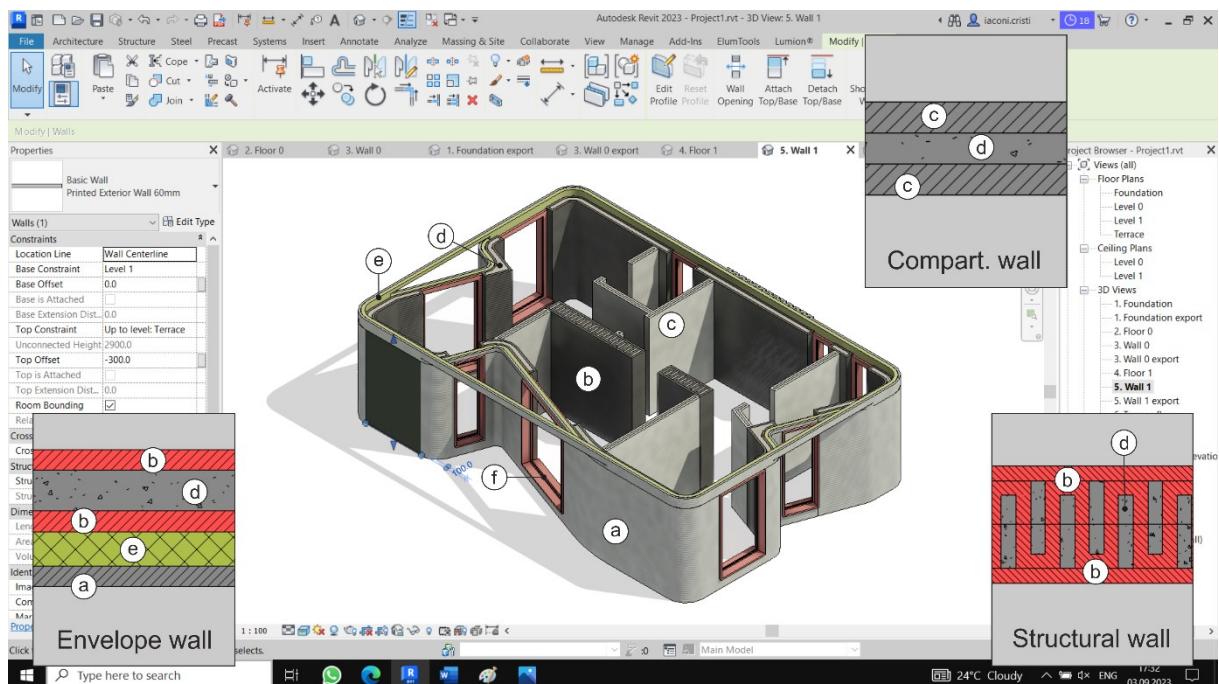 Autodesk Revit 2023 - Project1.rvt - 3D View: 5. Wall 1
iaconi.cristi
18
File Architecture Structure Steel Precast Systems Insert Annotate Analyze Massing & Site Collaborate View Manage Add-Ins ElumTools Lumion® Modify |
Modify
Paste
Cope
Cut
Join
Activate
Edit Profile
Reset Profile
Wall Opening
Attach Top/Base
Detach Top/Base
Modify | Walls
Properties
2. Floor 0
3. Wall 0
1. Foundation export
3. Wall 0 export
4. Floor 1
5. Wall 1
Project Browser - Project1.rvt
Basic Wall
Printed Exterior Wall 60mm
Walls (1)
Edit Type
Constraints
Location Line Wall Centerline
Base Constraint Level 1
Base Offset 0.0
Base is Attached
Base Extension Dist... 0.0
Top Constraint Up to level: Terrace
Unconnected Height 2900.0
Top Offset -300.0
Top is Attached
Top Extension Dist... 0.0
Room Bounding
Views (all)
Floor Plans
Foundation
Level 0
Level 1
Terrace
Ceiling Plans
Level 0
Level 1
3D Views
1. Foundation
1. Foundation export
2. Floor 0
3. Wall 0
3. Wall 0 export
4. Floor 1
5. Wall 1
5. Wall 1 export
c
d
c
Compart. wall
d
e
c
b
f
a
100.0
b
d
b
e
a
Envelope wall
d
b
b
Structural wall
1 : 100
selects.
:0
Main Model
Type here to search
24°C Cloudy
ENG
17:32
03.09.2023